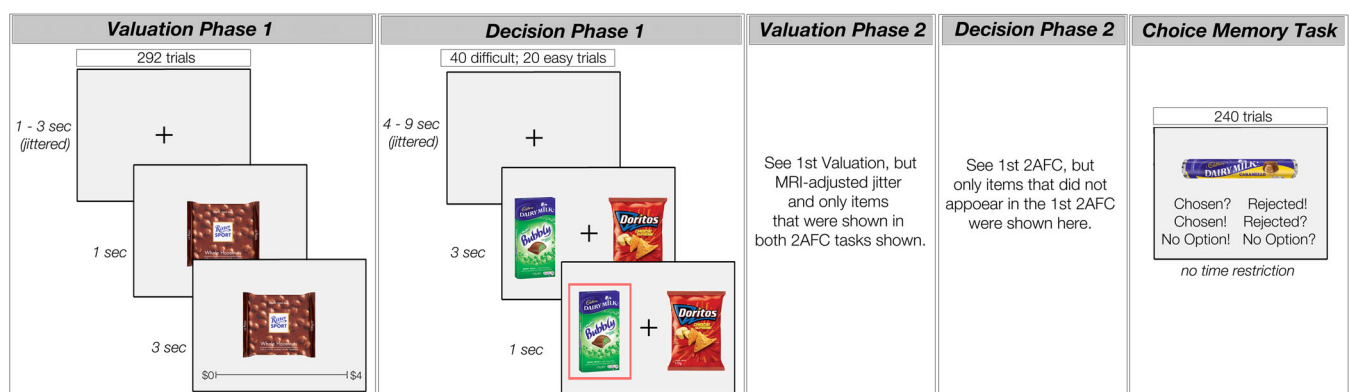 Valuation Phase 1
292 trials
1 - 3 sec
(jittered)
+
RITTER
SPORT
Whole Hazelnuts
1 sec
RITTER
SPORT
Whole Hazelnuts
3 sec
$0
$4
Decision Phase 1
40 difficult; 20 easy trials
4 - 9 sec
(jittered)
+
Cadbury
DAIRY MILK
Bubbly
+
Doritos
3 sec
Cadbury
DAIRY MILK
Bubbly
+
Doritos
1 sec
Valuation Phase 2
See 1st Valuation, but
MRI-adjusted jitter
and only items
that were shown in
both 2AFC tasks shown.
Decision Phase 2
See 1st 2AFC, but
only items that did not
appoear in the 1st 2AFC
were shown here.
Choice Memory Task
240 trials
Cadbury
DAIRY MILK
CARAMELLO
Chosen? Rejected!
Chosen! Rejected?
No Option! No Option?
no time restriction